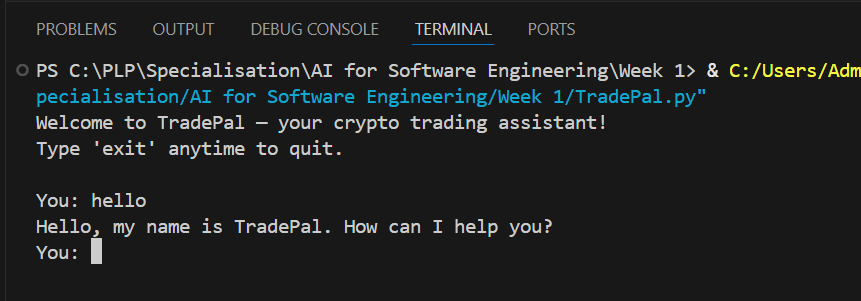 PROBLEMS OUTPUT DEBUG CONSOLE TERMINAL PORTS
PS C:\PLP\Specialisation\AI for Software Engineering\Week 1> & C:/Users/Adm
pecialisation/AI for Software Engineering/Week 1/TradePal.py"
Welcome to TradePal — your crypto trading assistant!
Type 'exit' anytime to quit.
You: hello
Hello, my name is TradePal. How can I help you?
You: